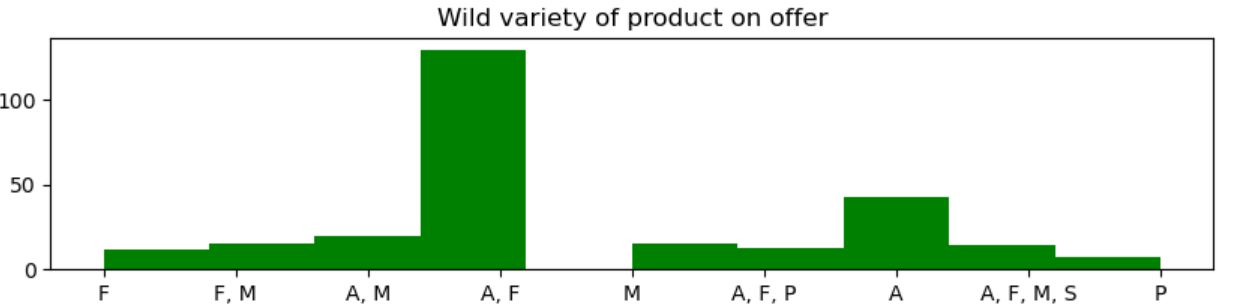 Wild variety of product on offer
100
50
0
F F, M A, M A, F M A, F, P A A, F, M, S P